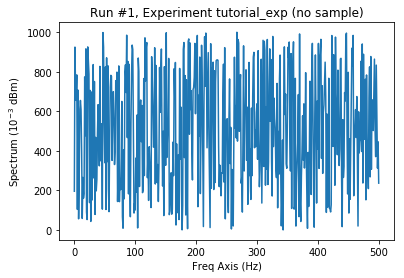 Run #1, Experiment tutorial_exp (no sample)
1000
800
600
400
200
0
Spectrum (10⁻³ dBm)
0 100 200 300 400 500
Freq Axis (Hz)